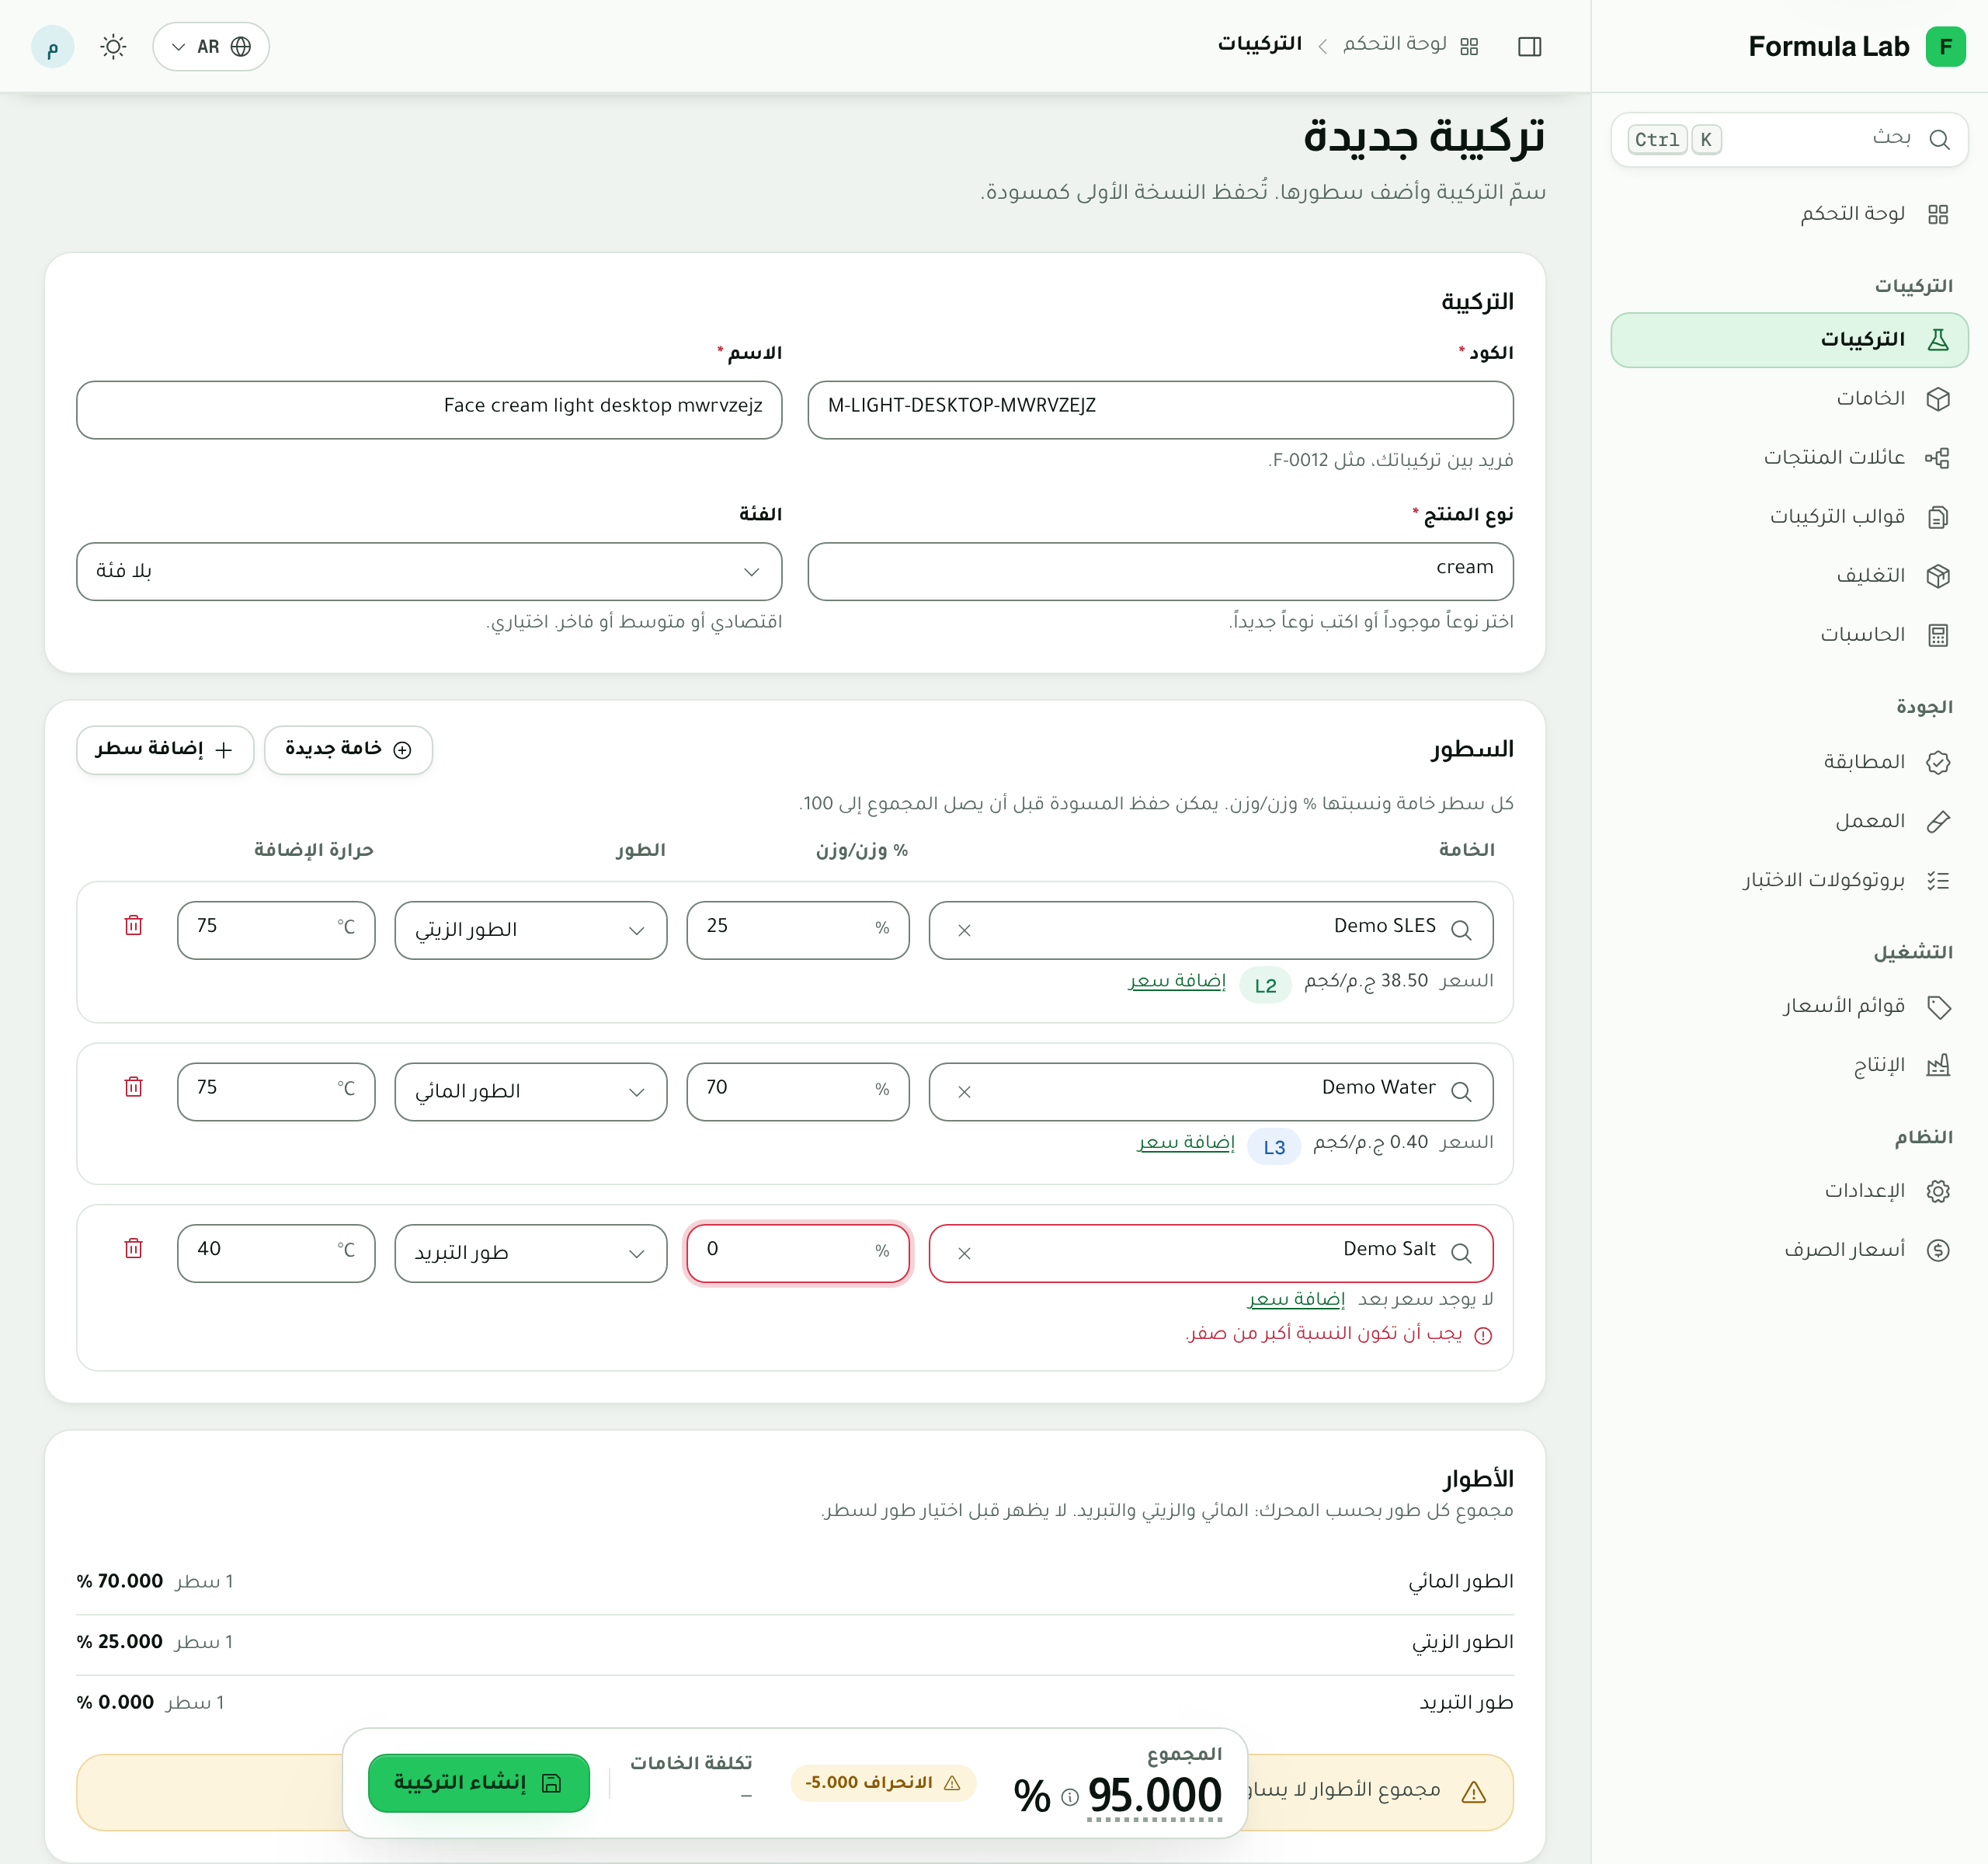 Formula Lab
F
لوحة التحكم
التركيبات
AR
م
بحث
Ctrl K
لوحة التحكم
التركيبات
التركيبات
الخامات
عائلات المنتجات
قوالب التركيبات
التغليف
الحاسبات
الجودة
المطابقة
المعمل
بروتوكولات الاختبار
التشغيل
قوائم الأسعار
الإنتاج
النظام
الإعدادات
أسعار الصرف
تركيبة جديدة
سمّ التركيبة وأضف سطورها. تُحفظ النسخة الأولى كمسودة.
التركيبة
الكود *
الاسم *
M-LIGHT-DESKTOP-MWRVZEJZ
Face cream light desktop mwrvzejz
فريد بين تركيباتك، مثل F-0012.
نوع المنتج *
الفئة
cream
بلا فئة
اختر نوعاً موجوداً أو اكتب نوعاً جديداً.
اقتصادي أو متوسط أو فاخر. اختياري.
السطور
خامة جديدة
إضافة سطر
كل سطر خامة ونسبتها % وزن/وزن. يمكن حفظ المسودة قبل أن يصل المجموع إلى 100.
الخامة
% وزن/وزن
الطور
حرارة الإضافة
Demo SLES
% 25
الطور الزيتي
°C 75
السعر 38.50 ج.م/كجم L2 إضافة سعر
Demo Water
% 70
الطور المائي
°C 75
السعر 0.40 ج.م/كجم L3 إضافة سعر
Demo Salt
% 0
طور التبريد
°C 40
لا يوجد سعر بعد إضافة سعر
يجب أن تكون النسبة أكبر من صفر.
الأطوار
مجموع كل طور بحسب المحرك: المائي والزيتي والتبريد. لا يظهر قبل اختيار طور لسطر.
الطور المائي
1 سطر 70.000 %
الطور الزيتي
1 سطر 25.000 %
طور التبريد
1 سطر 0.000 %
مجموع الأطوار لا
المجموع
95.000 %
الانحراف -5.000
تكلفة الخامات
–
إنشاء التركيبة